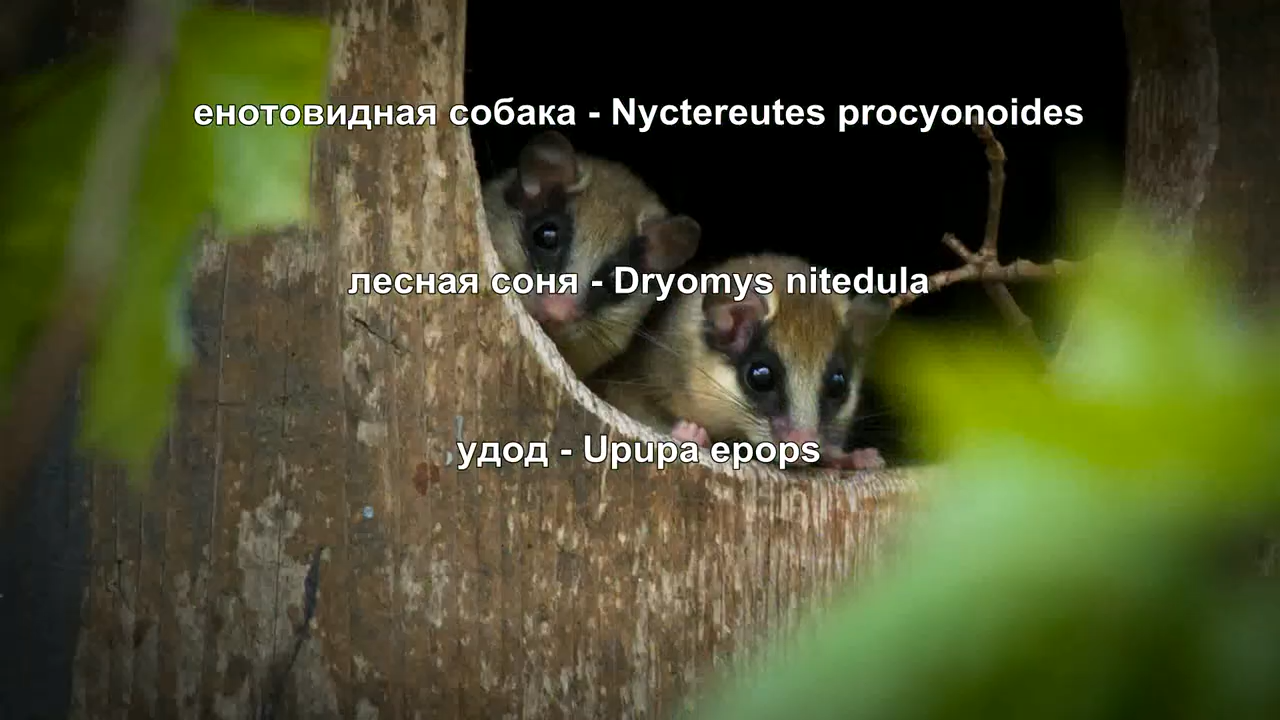 енотовидная собака - Nyctereutes procyonoides
лесная соня - Dryomys nitedula
удод - Upupa epops